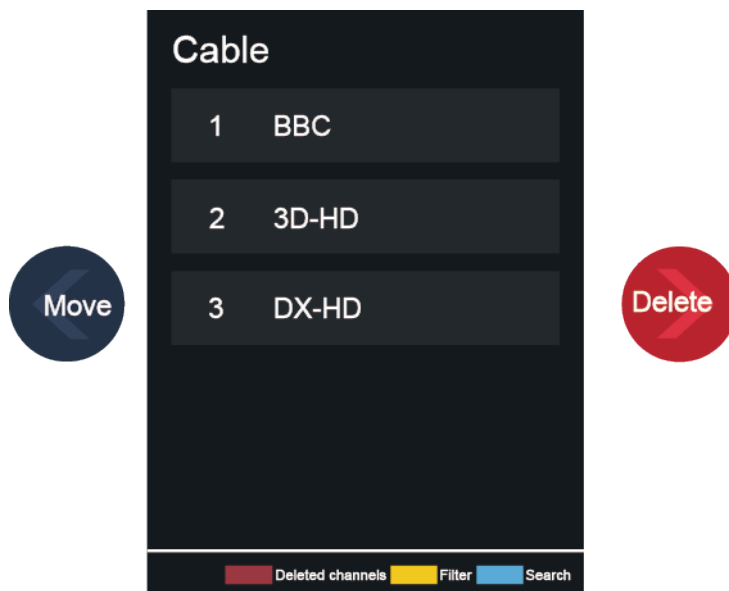 Cable
1 BBC
2 3D-HD
3 DX-HD
Move
Delete
Deleted channels Filter Search